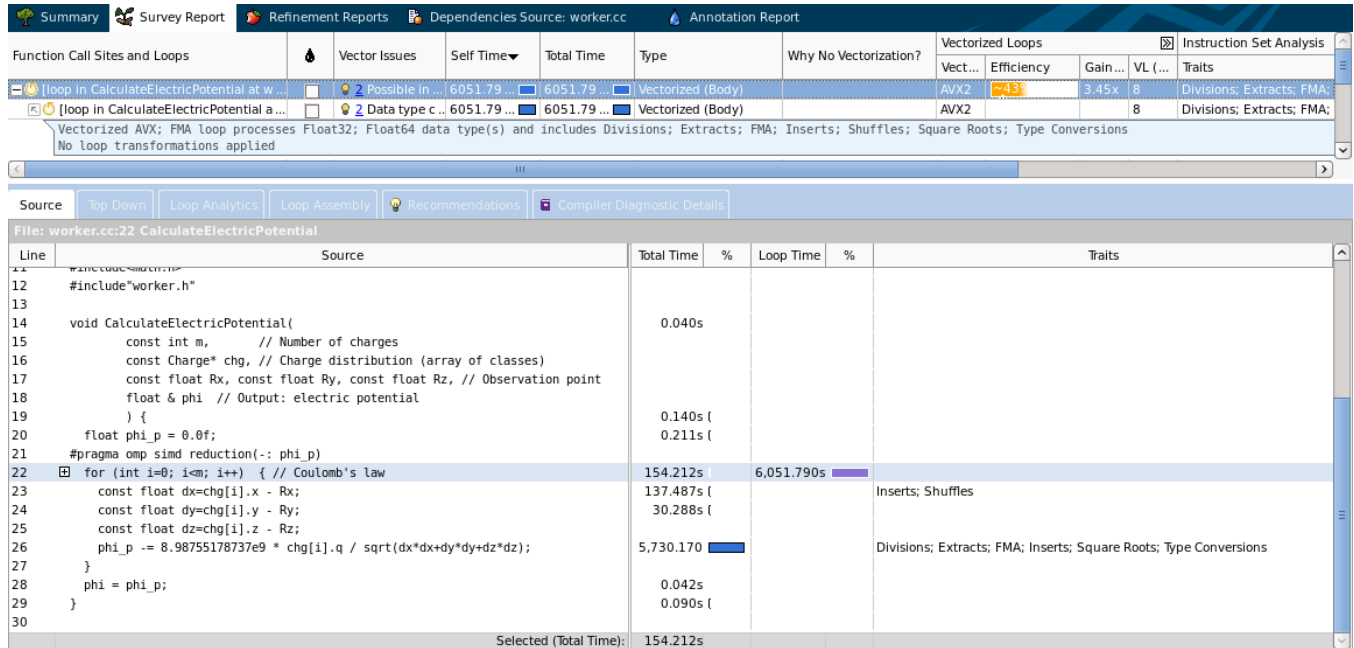 Summary Survey Report Refinement Reports Dependencies Source: worker.cc Annotation Report
Function Call Sites and Loops Vector Issues Self Time Total Time Type Why No Vectorization? Vectorized Loops Instruction Set Analysis
Vect... Efficiency Gain... VL (... Traits
[loop in CalculateElectricPotential at w ... 2 Possible in ... 6051.79 ... 6051.79 ... Vectorized (Body) AVX2 ~43% 3.45x 8 Divisions; Extracts; FMA;
[loop in CalculateElectricPotential a ... 2 Data type c .. 6051.79 ... 6051.79 ... Vectorized (Body) AVX2 8 Divisions; Extracts; FMA;
Vectorized AVX; FMA loop processes Float32; Float64 data type(s) and includes Divisions; Extracts; FMA; Inserts; Shuffles; Square Roots; Type Conversions
No loop transformations applied
Source Top Down Loop Analytics Loop Assembly Recommendations Compiler Diagnostic Details
File: worker.cc:22 CalculateElectricPotential
Line Source Total Time % Loop Time % Traits
11 #include<math.h>
12 #include"worker.h"
13
14 void CalculateElectricPotential( 0.040s
15 const int m, // Number of charges
16 const Charge* chg, // Charge distribution (array of classes)
17 const float Rx, const float Ry, const float Rz, // Observation point
18 float & phi // Output: electric potential
19 ) { 0.140s
20 float phi_p = 0.0f; 0.211s
21 #pragma omp simd reduction(-: phi_p)
22 for (int i=0; i<m; i++) { // Coulomb's law 154.212s 6,051.790s
23 const float dx=chg[i].x - Rx; 137.487s Inserts; Shuffles
24 const float dy=chg[i].y - Ry; 30.288s
25 const float dz=chg[i].z - Rz;
26 phi_p -= 8.98755178737e9 * chg[i].q / sqrt(dx*dx+dy*dy+dz*dz); 5,730.170 Divisions; Extracts; FMA; Inserts; Square Roots; Type Conversions
27 }
28 phi = phi_p; 0.042s
29 } 0.090s
30
Selected (Total Time): 154.212s